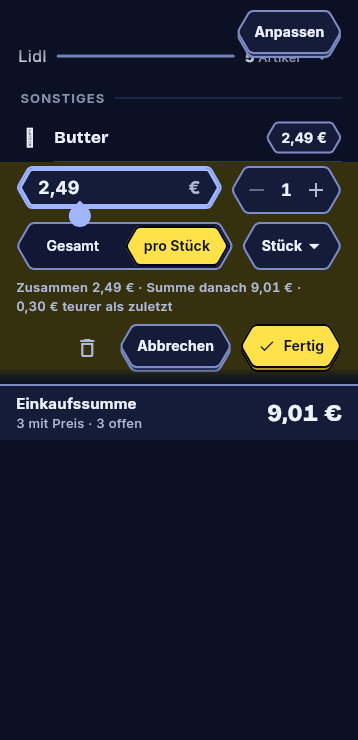 Anpassen
Lidl
5 Artikel
SONSTIGES
Butter
2,49 €
2,49 €
1
Gesamt
pro Stück
Stück
Zusammen 2,49 € · Summe danach 9,01 € ·
0,30 € teurer als zuletzt
Abbrechen
Fertig
Einkaufssumme
9,01 €
3 mit Preis · 3 offen